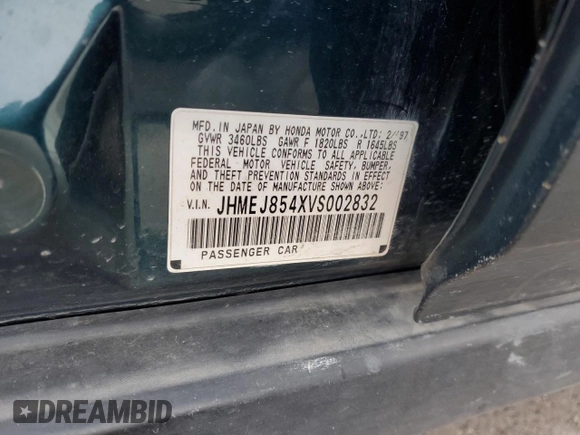 MFD. IN JAPAN BY HONDA MOTOR CO.,LTD: 2/97
GVWR 3460LBS GAWR F 1820LBS R 1645LBS
THIS VEHICLE CONFORMS TO ALL APPLICABLE
FEDERAL MOTOR VEHICLE SAFETY, BUMPER,
AND THEFT PREVENTION STANDARDS IN EFFECT
ON THE DATE OF MANUFACTURE SHOWN ABOVE:
V.I.N. JHMEJ854XVS002832
PASSENGER CAR
DREAMBID